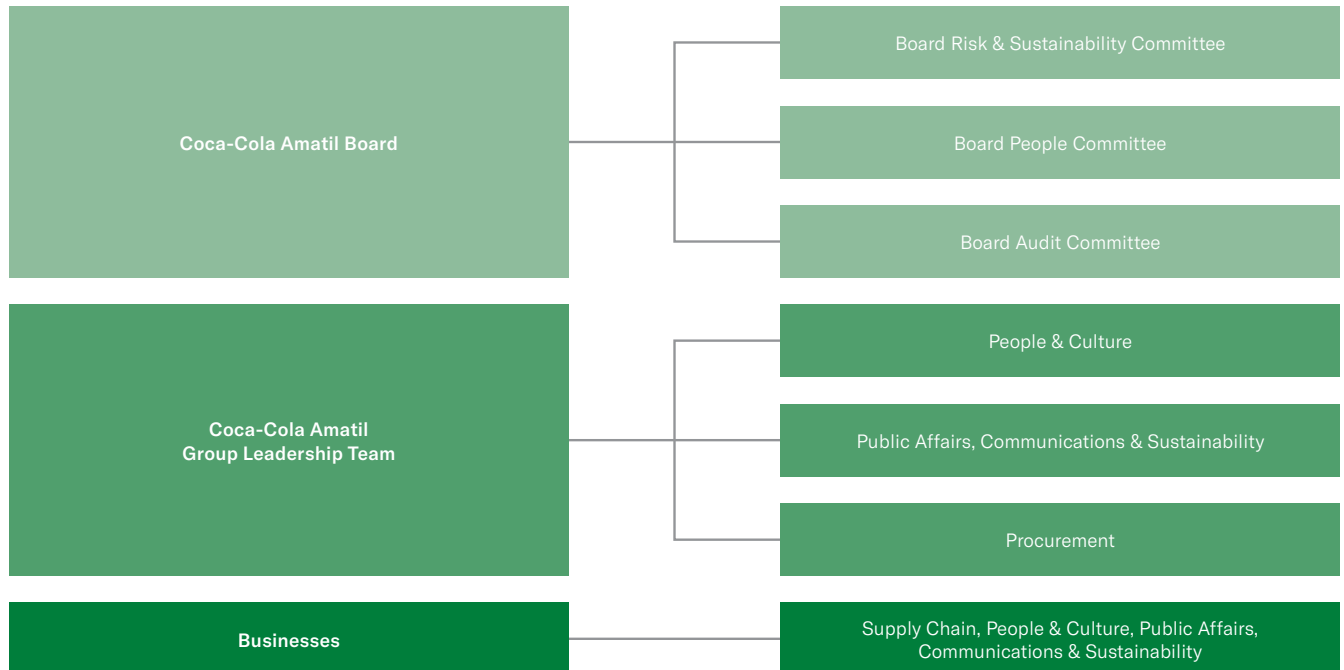 Coca-Cola Amatil Board
Board Risk & Sustainability Committee
Board People Committee
Board Audit Committee
Coca-Cola Amatil
Group Leadership Team
People & Culture
Public Affairs, Communications & Sustainability
Procurement
Businesses
Supply Chain, People & Culture, Public Affairs,
Communications & Sustainability